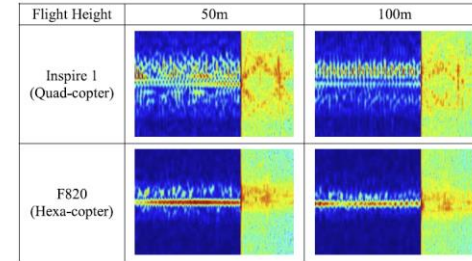 Flight Height 50m 100m
Inspire 1
(Quad-copter)
F820
(Hexa-copter)